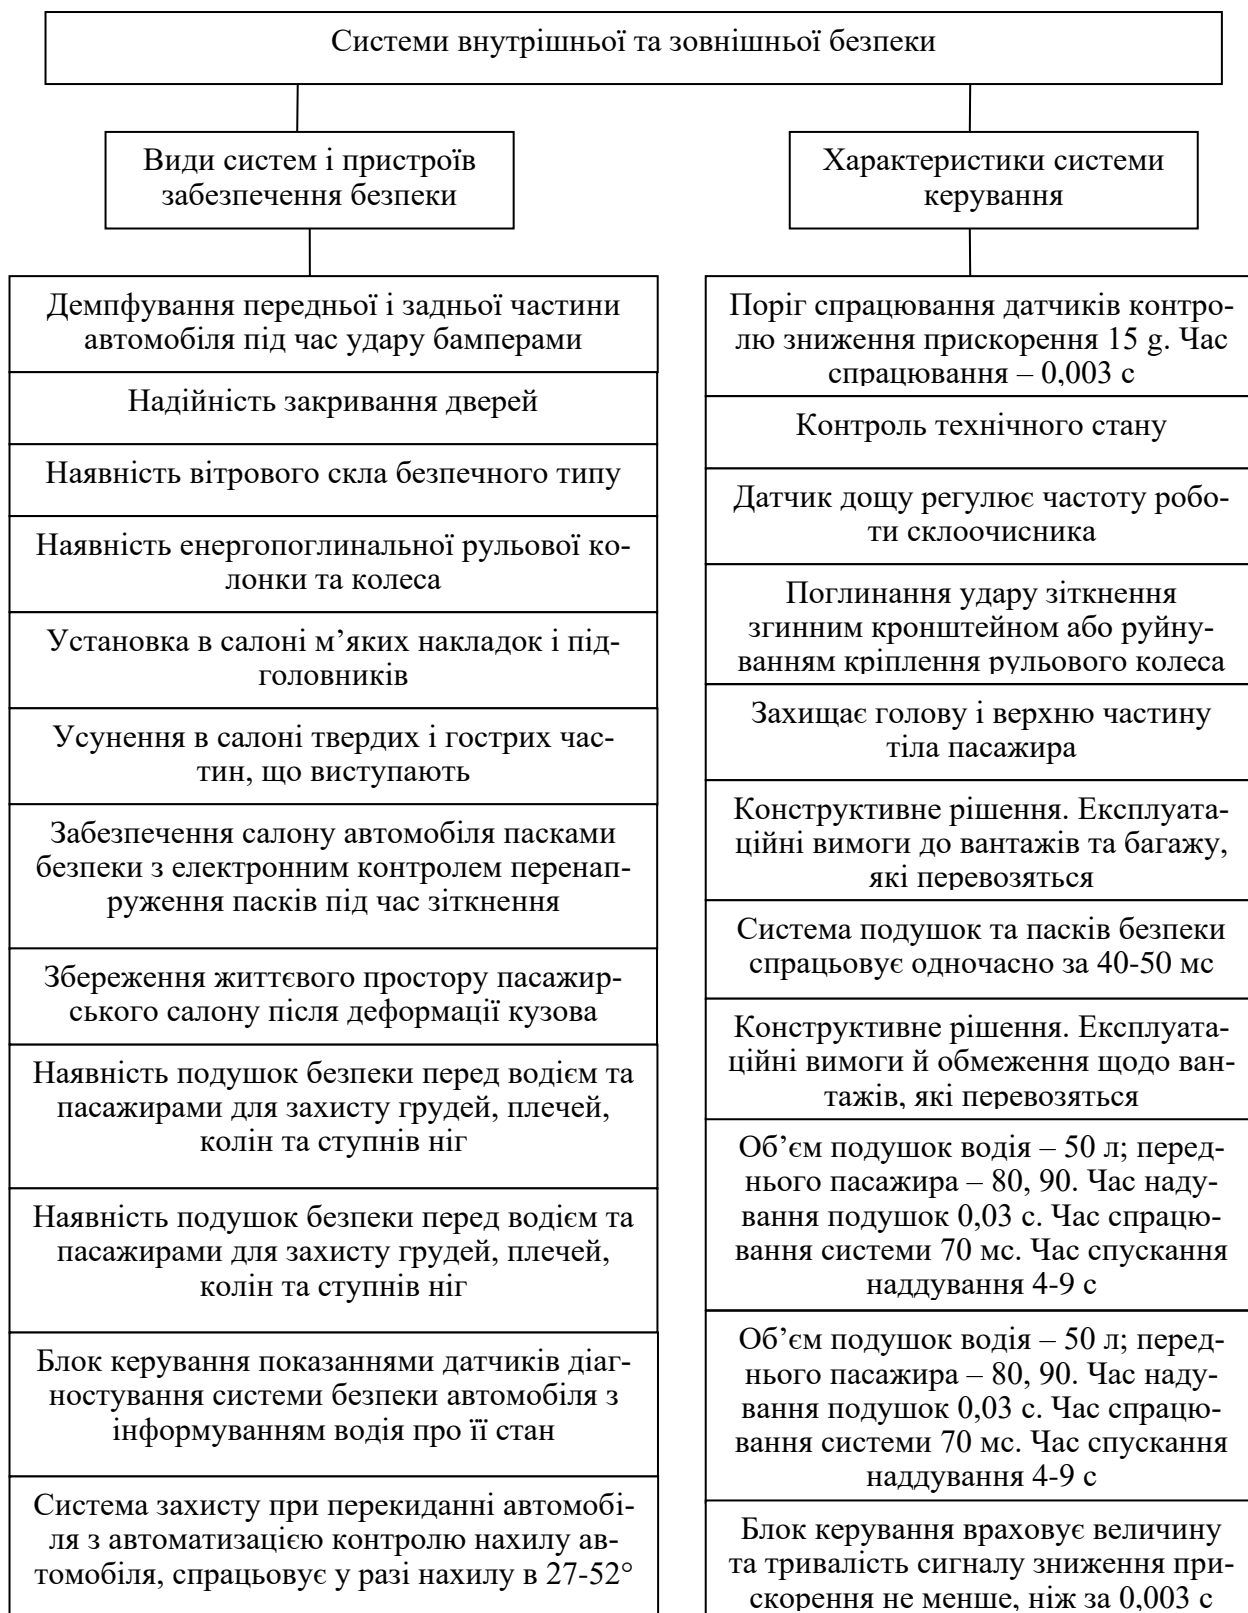 Системи внутрішньої та зовнішньої безпеки
Види систем і пристроїв
забезпечення безпеки
Демпфування передньої і задньої частини
автомобіля під час удару бамперами
Надійність закривання дверей
Наявність вітрового скла безпечного типу
Наявність енергопоглинальної рульової ко-
лонки та колеса
Установка в салоні м’яких накладок і під-
головників
Усунення в салоні твердих і гострих час-
тин, що виступають
Забезпечення салону автомобіля пасками
безпеки з електронним контролем перенап-
руження пасків під час зіткнення
Збереження життєвого простору пасажир-
ського салону після деформації кузова
Наявність подушок безпеки перед водієм та
пасажирами для захисту грудей, плечей,
колін та ступнів ніг
Наявність подушок безпеки перед водієм та
пасажирами для захисту грудей, плечей,
колін та ступнів ніг
Блок керування показаннями датчиків діаг-
ностування системи безпеки автомобіля з
інформуванням водія про її стан
Система захисту при перекиданні автомобі-
ля з автоматизацією контролю нахилу ав-
томобіля, спрацьовує у разі нахилу в 27-52°
Характеристики системи
керування
Поріг спрацювання датчиків контро-
лю зниження прискорення 15 g. Час
спрацювання – 0,003 с
Контроль технічного стану
Датчик дощу регулює частоту робо-
ти склоочисника
Поглинання удару зіткнення
згинним кронштейном або руйну-
ванням кріплення рульового колеса
Захищає голову і верхню частину
тіла пасажира
Конструктивне рішення. Експлуата-
ційні вимоги до вантажів та багажу,
які перевозяться
Система подушок та пасків безпеки
спрацьовує одночасно за 40-50 мс
Конструктивне рішення. Експлуата-
ційні вимоги й обмеження щодо ван-
тажів, які перевозяться
Об’єм подушок водія – 50 л; перед-
нього пасажира – 80, 90. Час наду-
вання подушок 0,03 с. Час спрацю-
вання системи 70 мс. Час спускання
наддування 4-9 с
Об’єм подушок водія – 50 л; перед-
нього пасажира – 80, 90. Час наду-
вання подушок 0,03 с. Час спрацю-
вання системи 70 мс. Час спускання
наддування 4-9 с
Блок керування враховує величину
та тривалість сигналу зниження при-
скорення не менше, ніж за 0,003 с